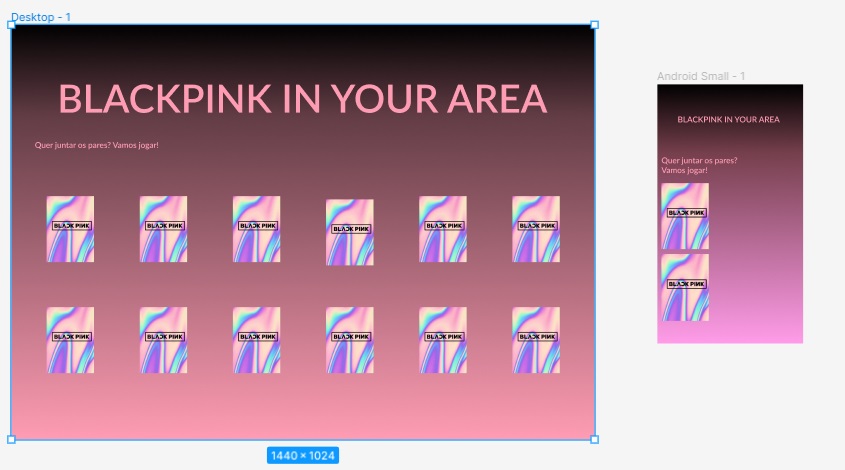 Desktop - 1
BLACKPINK IN YOUR AREA
Quer juntar os pares? Vamos jogar!
BLACKPINK
BLACKPINK
BLACKPINK
BLACKPINK
BLACKPINK
BLACKPINK
BLACKPINK
BLACKPINK
BLACKPINK
BLACKPINK
BLACKPINK
BLACKPINK
1440 × 1024
Android Small - 1
BLACKPINK IN YOUR AREA
Quer juntar os pares?
Vamos jogar!
BLACKPINK
BLACKPINK